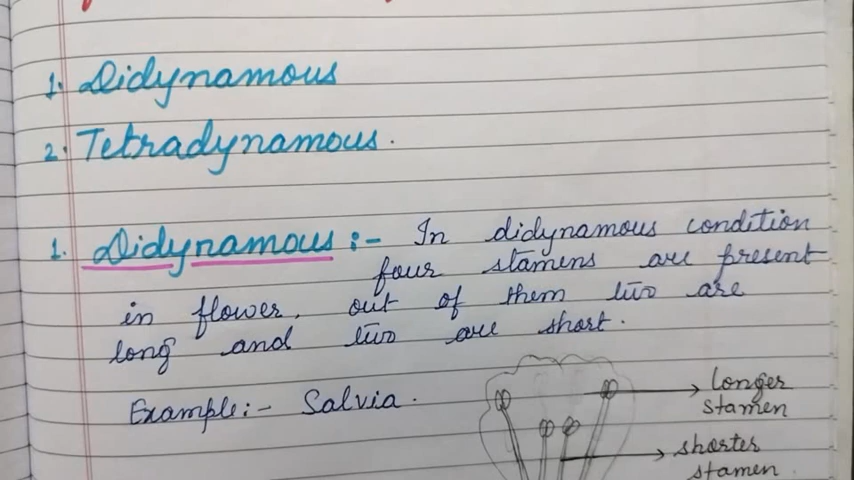 1. Didynamous
2. Tetradynamous.
1. Didynamous :- In didynamous condition
four stamens are present
in flower. out of them two are
long and two are short.
Example:- Salvia.
longer
stamen
shorter
stamen